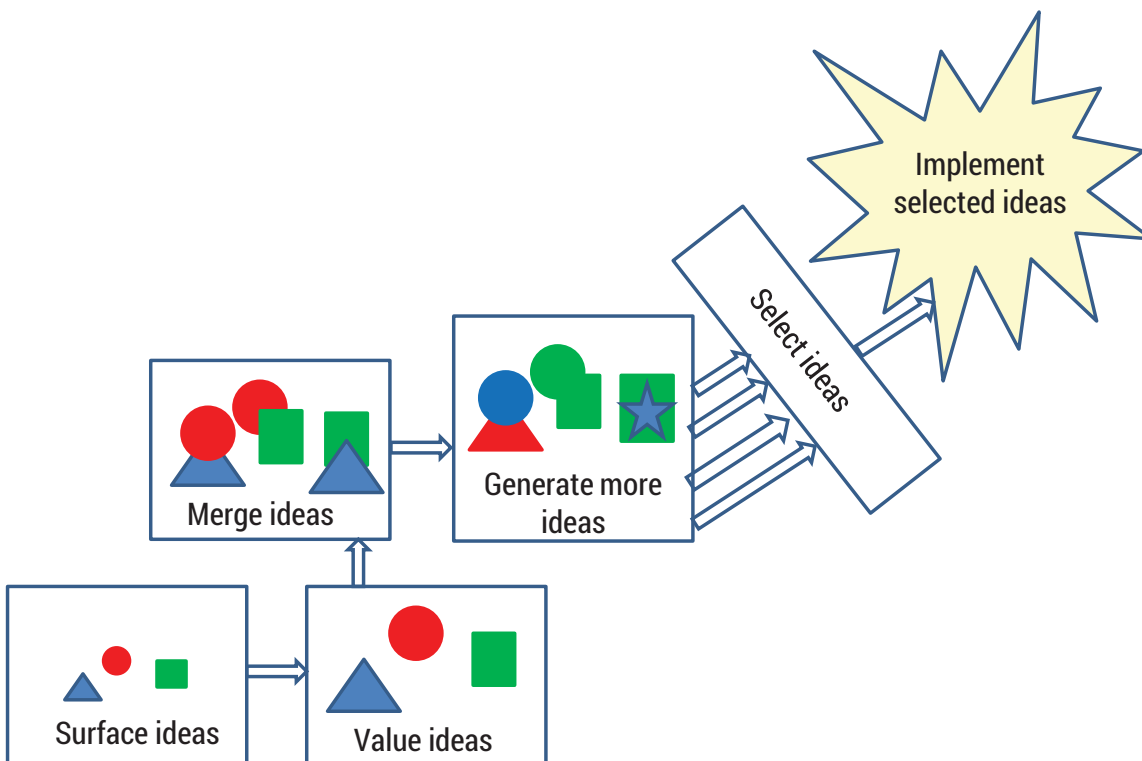 Surface ideas
Value ideas
Merge ideas
Generate more
ideas
Select ideas
Implement
selected ideas